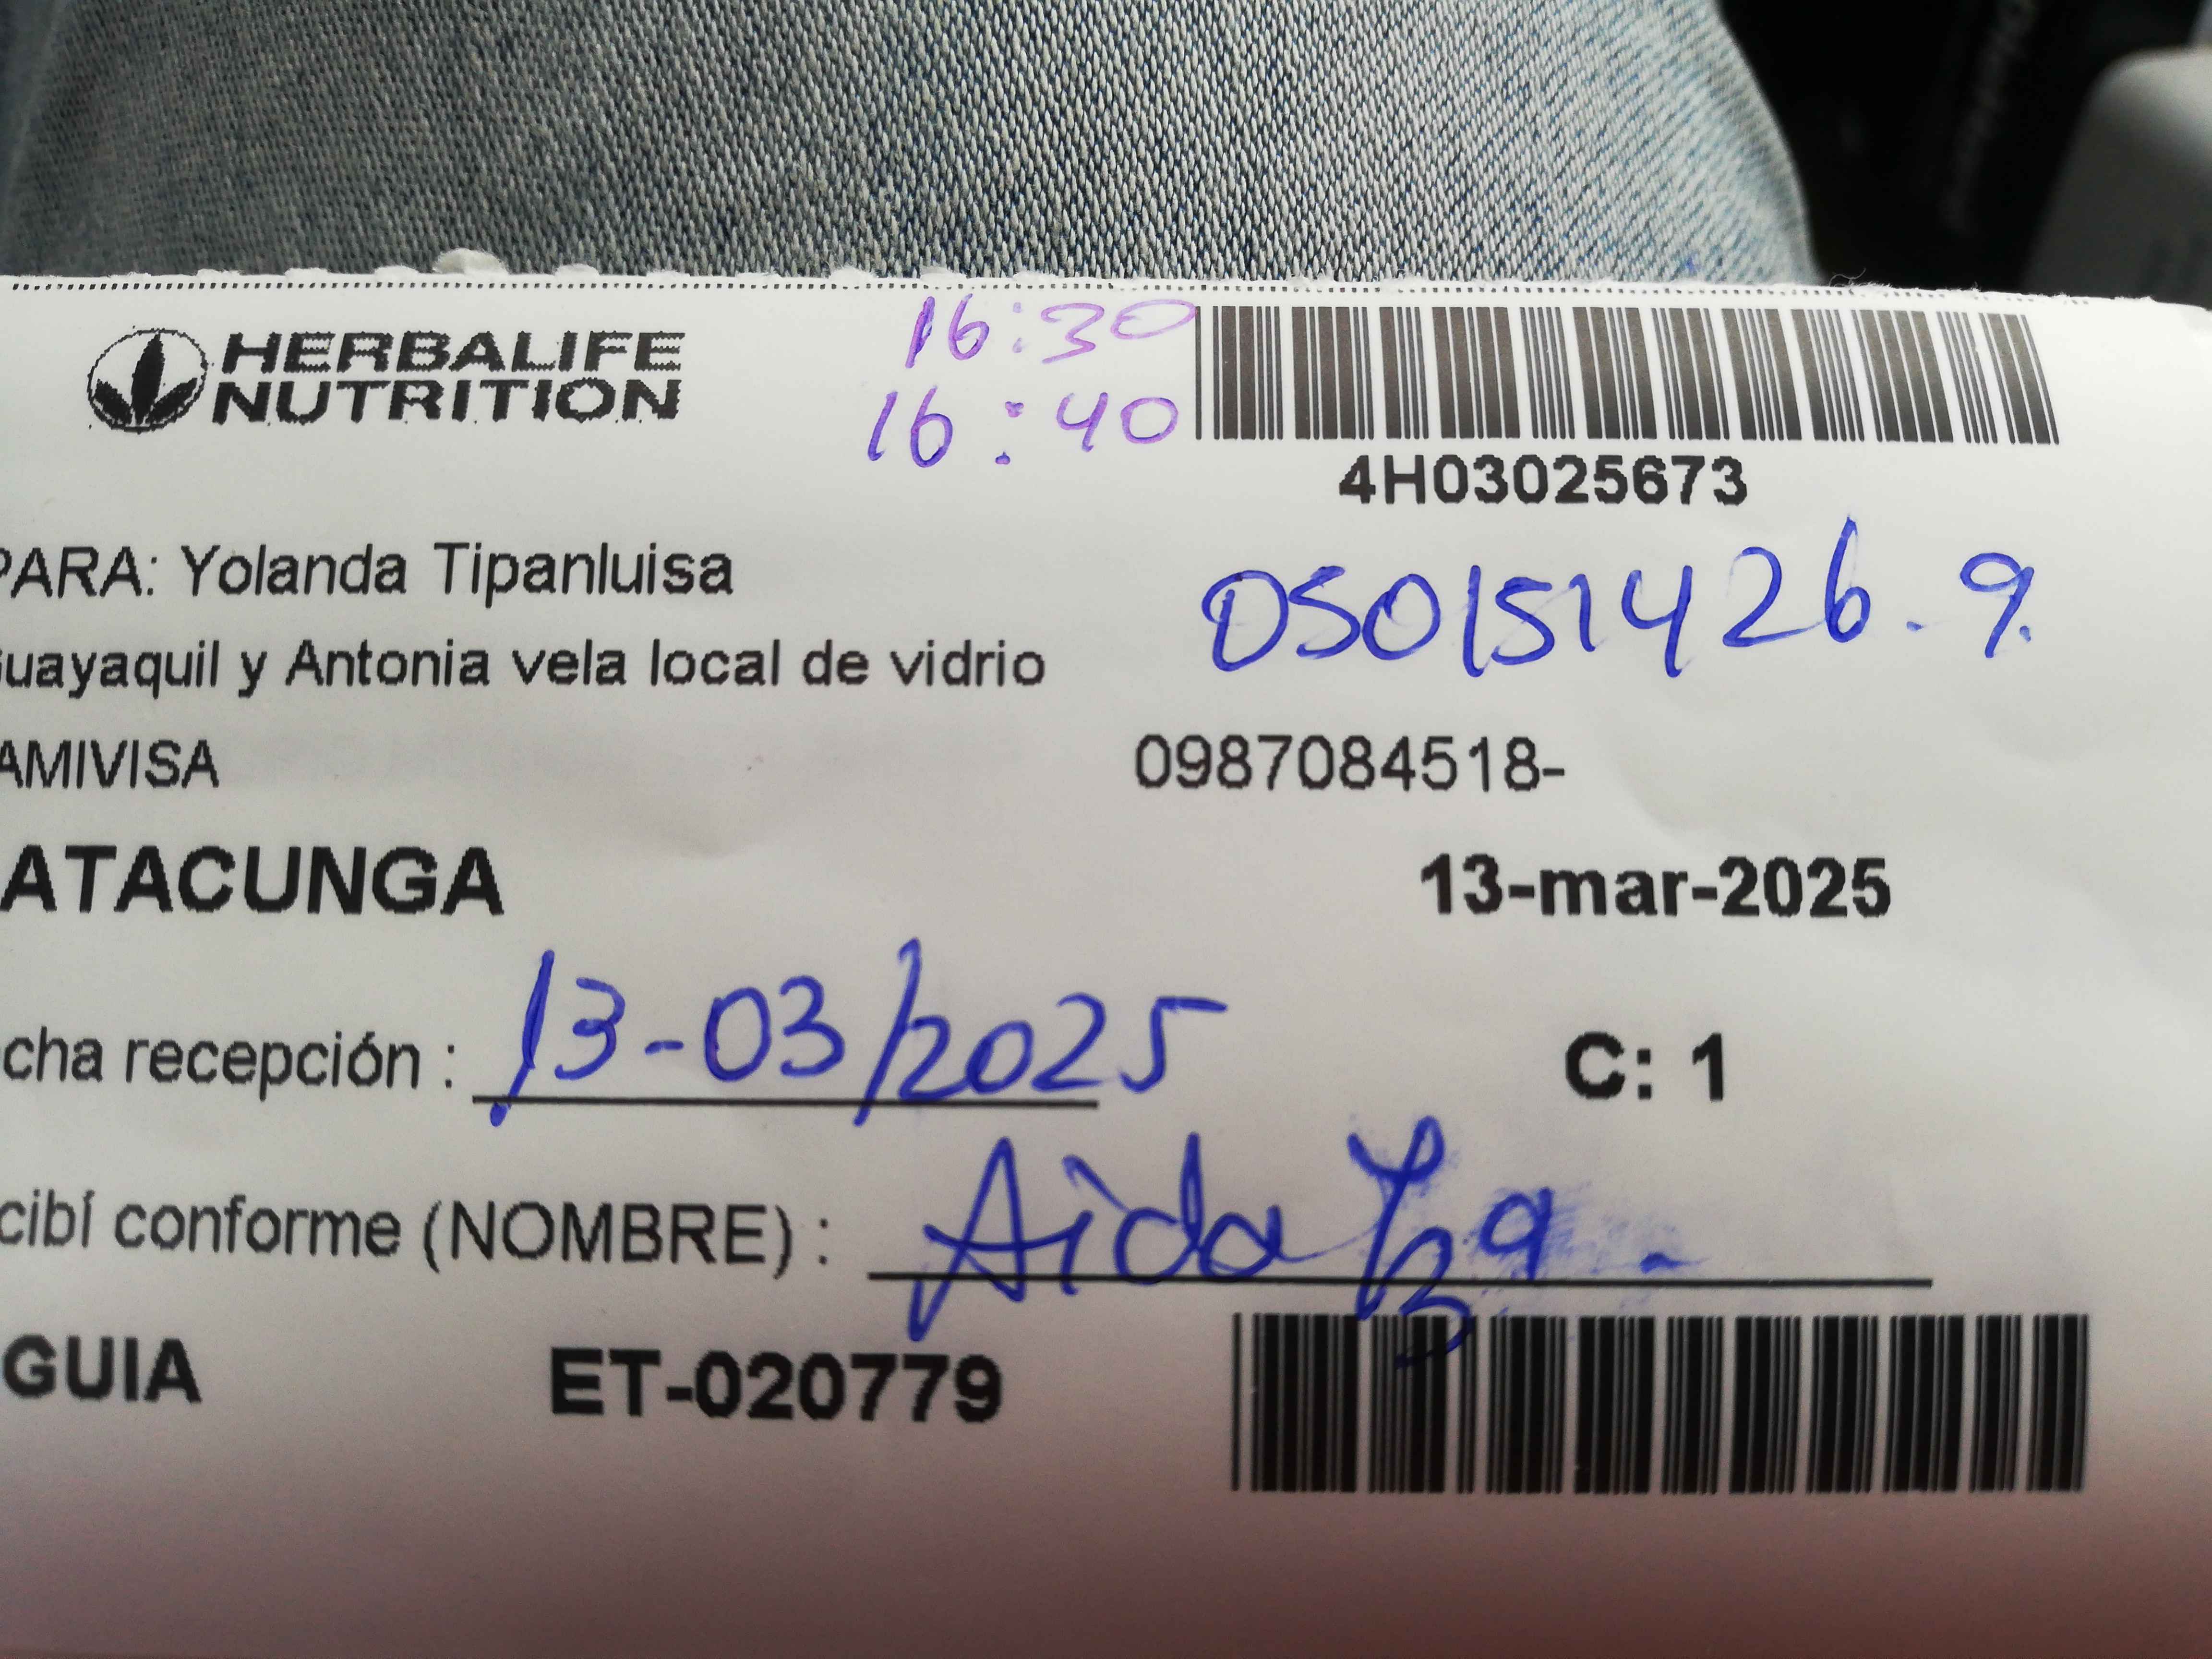 HERBALIFE
NUTRITION
16:30
16:40
4H03025673
PARA: Yolanda Tipanluisa
050151426-9.
uayaquil y Antonia vela local de vidrio
AMIVISA
0987084518-
ATACUNGA
13-mar-2025
cha recepción :
13-03/2025
C: 1
cibí conforme (NOMBRE) :
Aida
GUIA
ET-020779